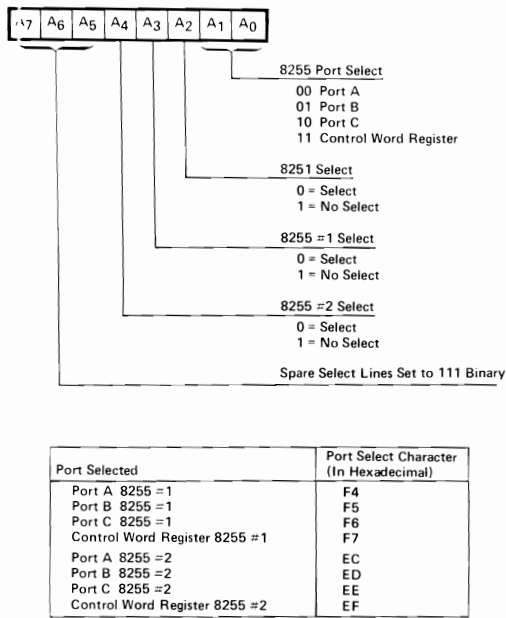 A7 A6 A5 A4 A3 A2 A1 A0
8255 Port Select
00 Port A
01 Port B
10 Port C
11 Control Word Register
8251 Select
0 = Select
1 = No Select
8255 #1 Select
0 = Select
1 = No Select
8255 #2 Select
0 = Select
1 = No Select
Spare Select Lines Set to 111 Binary
Port Selected Port Select Character
(In Hexadecimal)
Port A 8255 #1 F4
Port B 8255 #1 F5
Port C 8255 #1 F6
Control Word Register 8255 #1 F7
Port A 8255 #2 EC
Port B 8255 #2 ED
Port C 8255 #2 EE
Control Word Register 8255 #2 EF